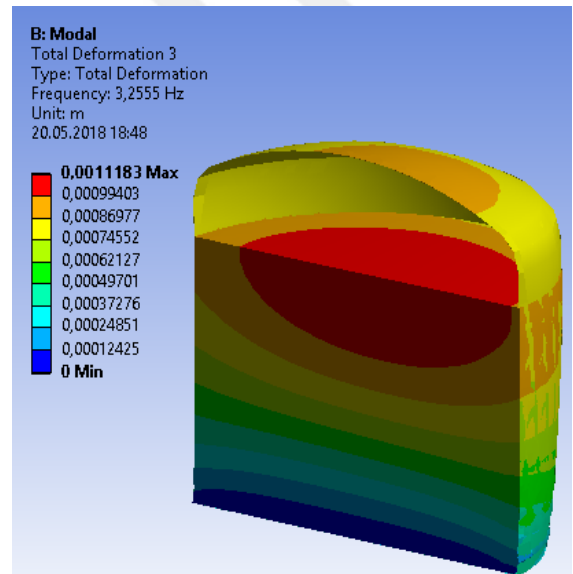 B: Modal
Total Deformation 3
Type: Total Deformation
Frequency: 3,2555 Hz
Unit: m
20.05.2018 18:48
0,0011183 Max
0,00099403
0,00086977
0,00074552
0,00062127
0,00049701
0,00037276
0,00024851
0,00012425
0 Min